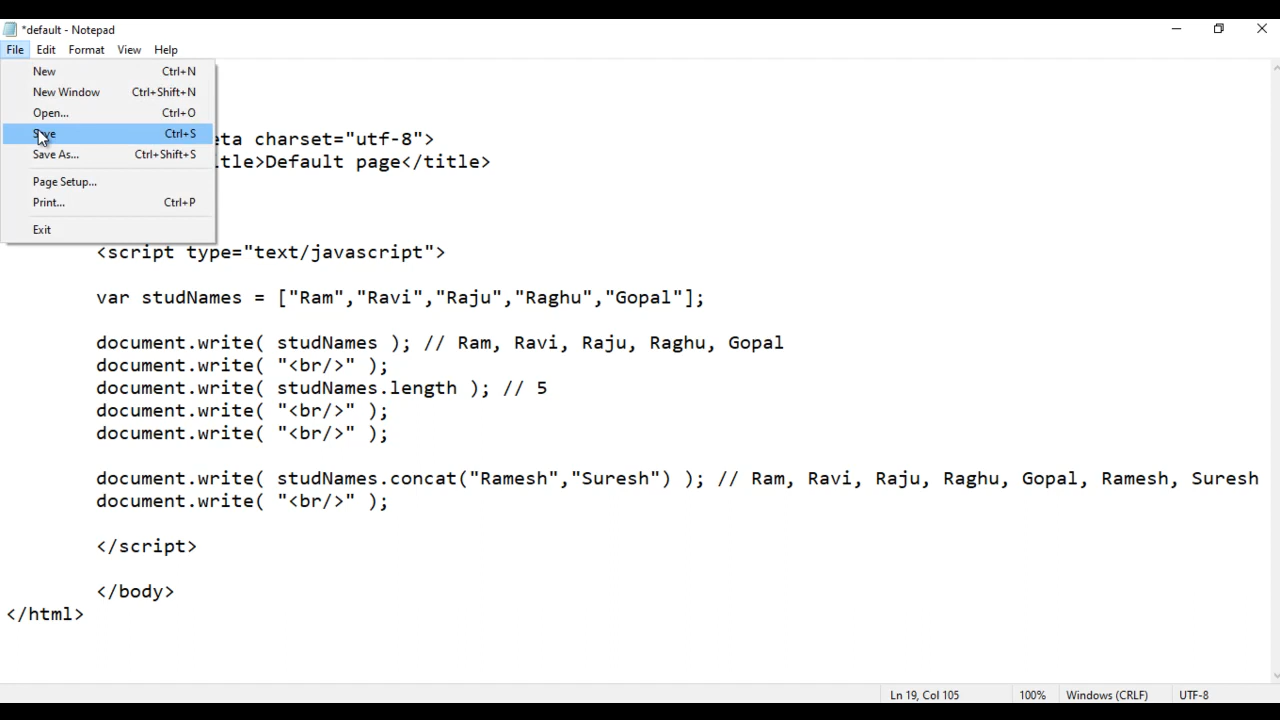 *default - Notepad
File Edit Format View Help
New Ctrl+N
New Window Ctrl+Shift+N
Open... Ctrl+O
Save Ctrl+S
Save As... Ctrl+Shift+S
Page Setup...
Print... Ctrl+P
Exit
eta charset="utf-8">
tle>Default page</title>
<script type="text/javascript">
var studNames = ["Ram","Ravi","Raju","Raghu","Gopal"];
document.write( studNames ); // Ram, Ravi, Raju, Raghu, Gopal
document.write( "<br/>" );
document.write( studNames.length ); // 5
document.write( "<br/>" );
document.write( "<br/>" );
document.write( studNames.concat("Ramesh","Suresh") ); // Ram, Ravi, Raju, Raghu, Gopal, Ramesh, Suresh
document.write( "<br/>" );
</script>
</body>
</html>
Ln 19, Col 105 100% Windows (CRLF) UTF-8